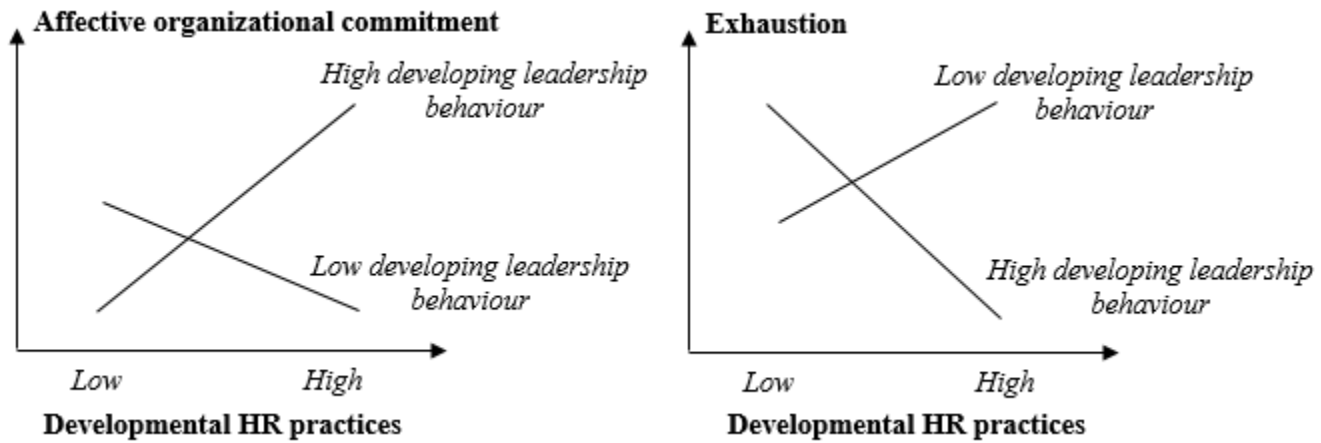 Affective organizational commitment
High developing leadership
behaviour
Low developing leadership
behaviour
Low
High
Developmental HR practices
Exhaustion
Low developing leadership
behaviour
High developing leadership
behaviour
Low
High
Developmental HR practices